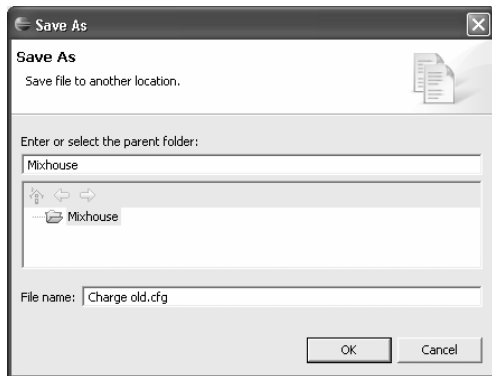 Save As
Save As
Save file to another location.
Enter or select the parent folder:
Mixhouse
Mixhouse
File name: Charge old.cfg
OK Cancel